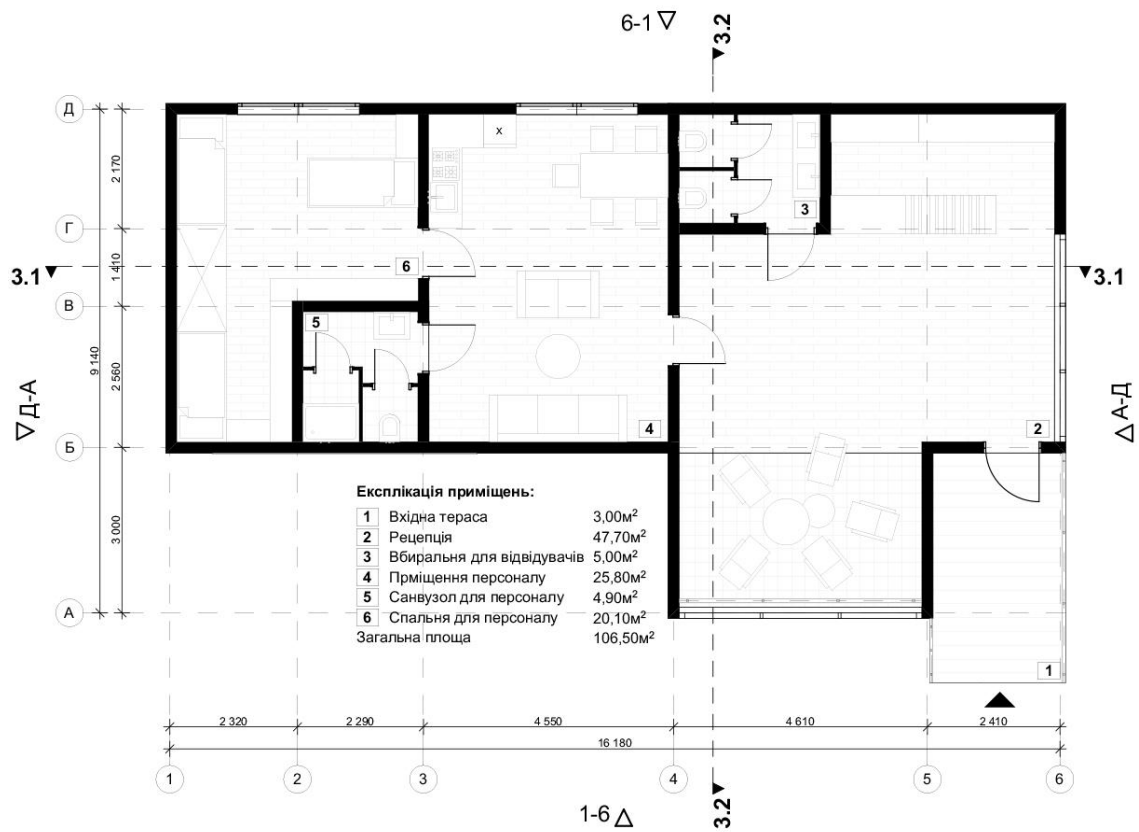 6-1
3.2
Д
2 170
х
Г
3
3.1
1 410
6
3.1
В
5
9 140
2 560
Д-А
А-Д
4
2
Б
3 000
Експлікація приміщень:
1 Вхідна тераса 3,00м²
2 Рецепція 47,70м²
3 Вбиральня для відвідувачів 5,00м²
4 Прміщення персоналу 25,80м²
5 Санвузол для персоналу 4,90м²
6 Спальня для персоналу 20,10м²
Загальна площа 106,50м²
А
1
2 320 2 290 4 550 4 610 2 410
16 180
1 2 3 4 5 6
1-6
3.2